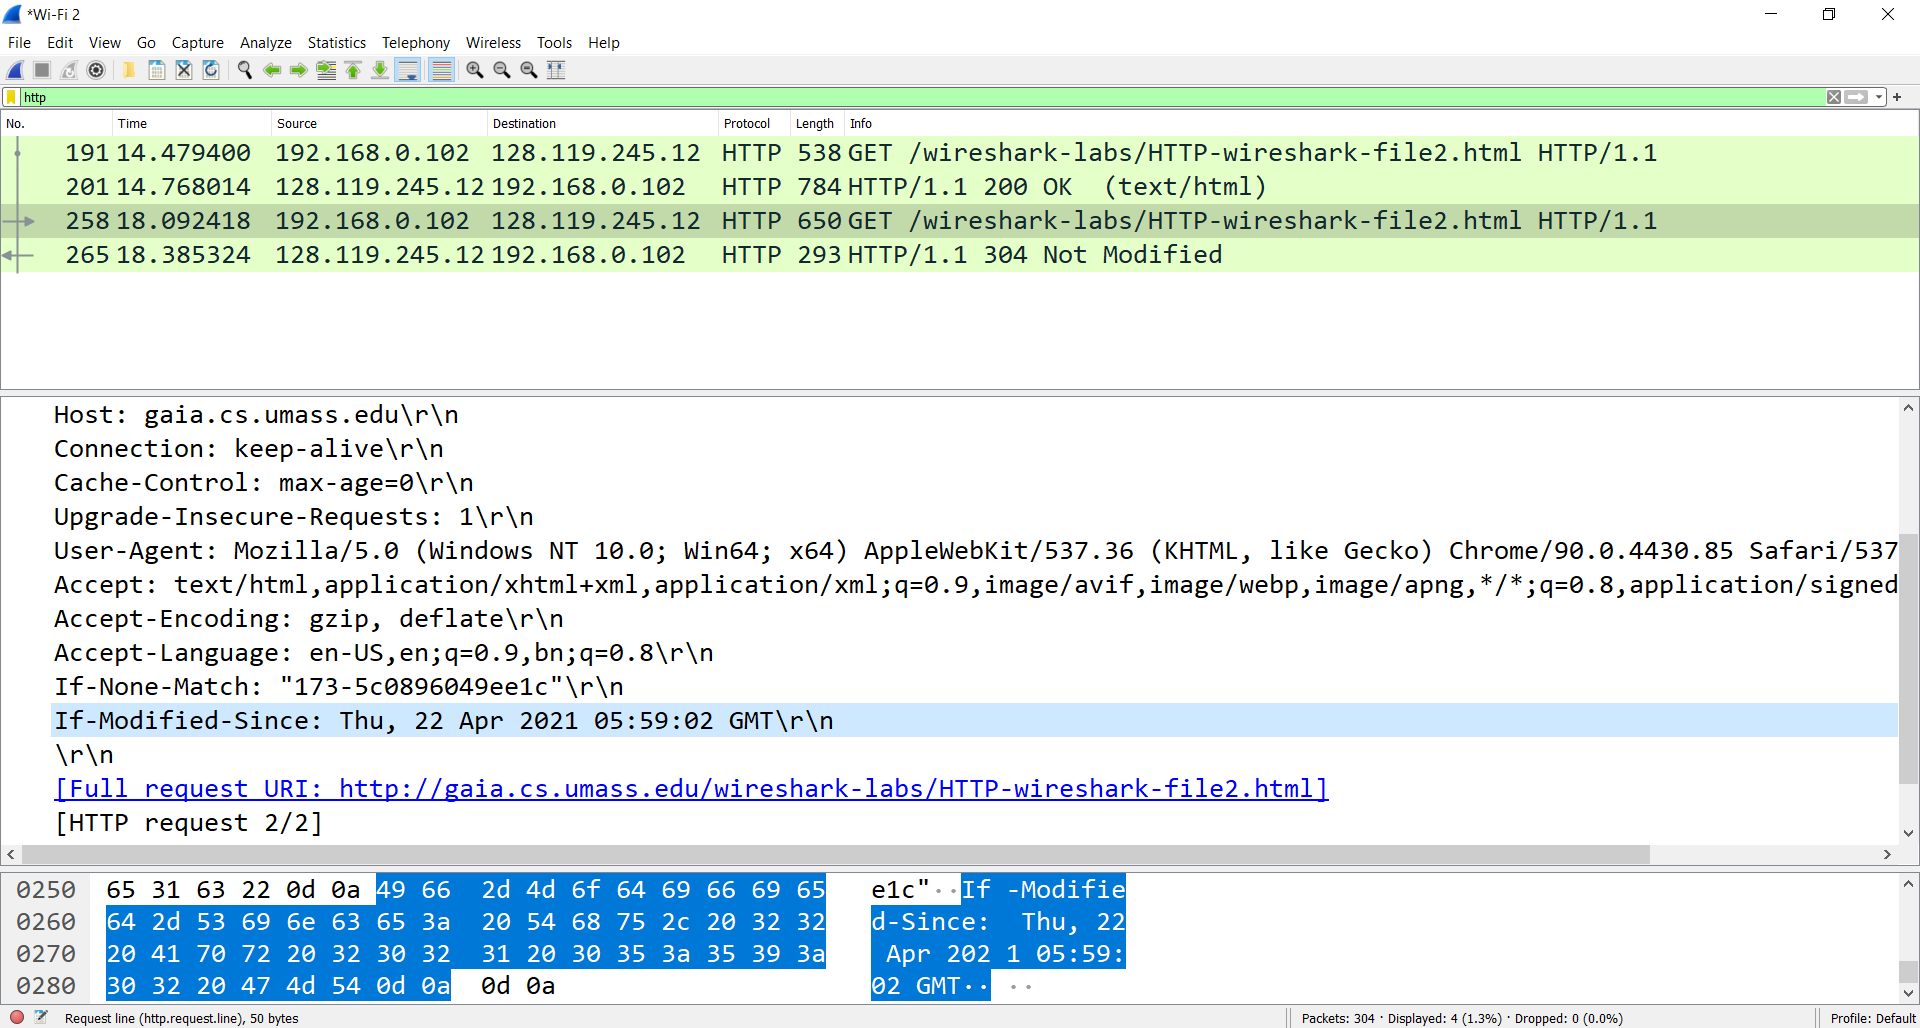 *Wi-Fi 2
File Edit View Go Capture Analyze Statistics Telephony Wireless Tools Help
http
No. Time Source Destination Protocol Length Info
191 14.479400 192.168.0.102 128.119.245.12 HTTP 538 GET /wireshark-labs/HTTP-wireshark-file2.html HTTP/1.1
201 14.768014 128.119.245.12 192.168.0.102 HTTP 784 HTTP/1.1 200 OK (text/html)
258 18.092418 192.168.0.102 128.119.245.12 HTTP 650 GET /wireshark-labs/HTTP-wireshark-file2.html HTTP/1.1
265 18.385324 128.119.245.12 192.168.0.102 HTTP 293 HTTP/1.1 304 Not Modified
Host: gaia.cs.umass.edu\r\n
Connection: keep-alive\r\n
Cache-Control: max-age=0\r\n
Upgrade-Insecure-Requests: 1\r\n
User-Agent: Mozilla/5.0 (Windows NT 10.0; Win64; x64) AppleWebKit/537.36 (KHTML, like Gecko) Chrome/90.0.4430.85 Safari/537
Accept: text/html,application/xhtml+xml,application/xml;q=0.9,image/avif,image/webp,image/apng,*/*;q=0.8,application/signed
Accept-Encoding: gzip, deflate\r\n
Accept-Language: en-US,en;q=0.9,bn;q=0.8\r\n
If-None-Match: "173-5c0896049ee1c"\r\n
If-Modified-Since: Thu, 22 Apr 2021 05:59:02 GMT\r\n
\r\n
[Full request URI: http://gaia.cs.umass.edu/wireshark-labs/HTTP-wireshark-file2.html]
[HTTP request 2/2]
0250 65 31 63 22 0d 0a 49 66 2d 4d 6f 64 69 66 69 65 e1c"··If -Modifie
0260 64 2d 53 69 6e 63 65 3a 20 54 68 75 2c 20 32 32 d-Since: Thu, 22
0270 20 41 70 72 20 32 30 32 31 20 30 35 3a 35 39 3a Apr 202 1 05:59:
0280 30 32 20 47 4d 54 0d 0a 0d 0a 02 GMT·· ··
Request line (http.request.line), 50 bytes Packets: 304 · Displayed: 4 (1.3%) · Dropped: 0 (0.0%) Profile: Default